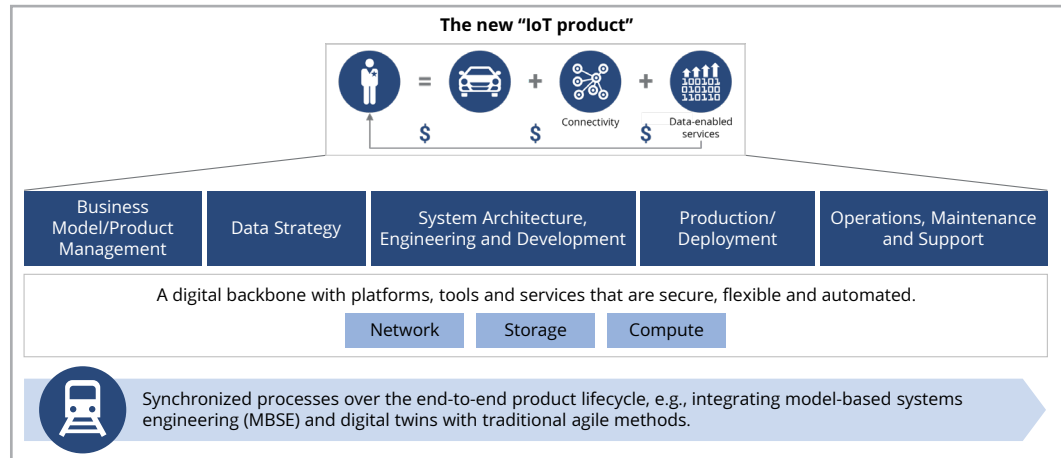 The new “IoT product”
=
+
+
100101
010100
110110
Connectivity
Data-enabled
services
$
$
$
Business
Model/Product
Management
Data Strategy
System Architecture,
Engineering and Development
Production/
Deployment
Operations, Maintenance
and Support
A digital backbone with platforms, tools and services that are secure, flexible and automated.
Network
Storage
Compute
Synchronized processes over the end-to-end product lifecycle, e.g., integrating model-based systems
engineering (MBSE) and digital twins with traditional agile methods.